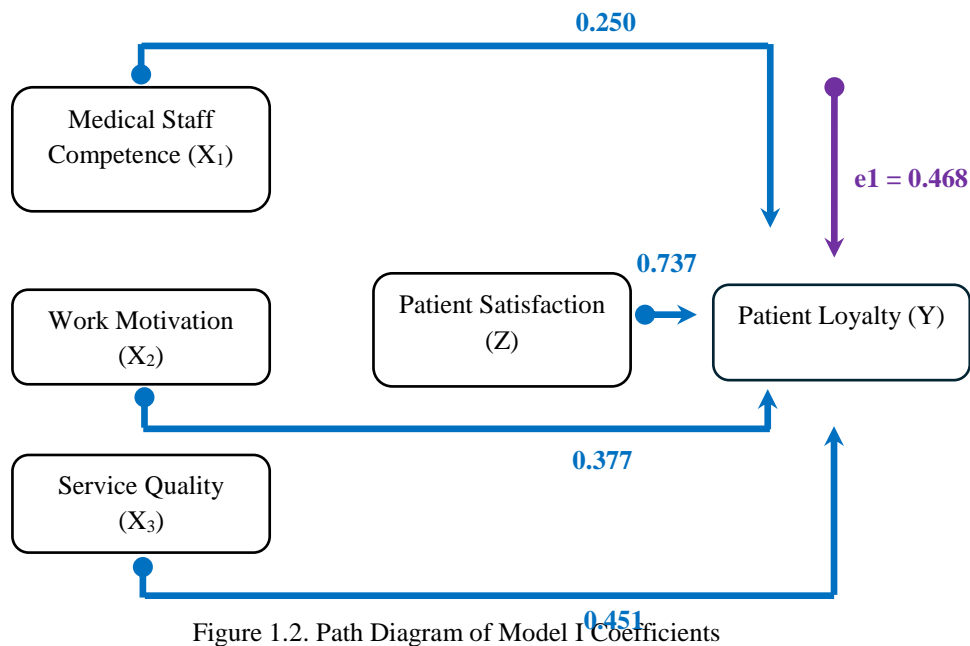 0.250
Medical Staff
Competence (X₁)
e1 = 0.468
0.737
Patient Satisfaction
(Z)
Patient Loyalty (Y)
Work Motivation
(X₂)
0.377
Service Quality
(X₃)
0.451
Figure 1.2. Path Diagram of Model I Coefficients